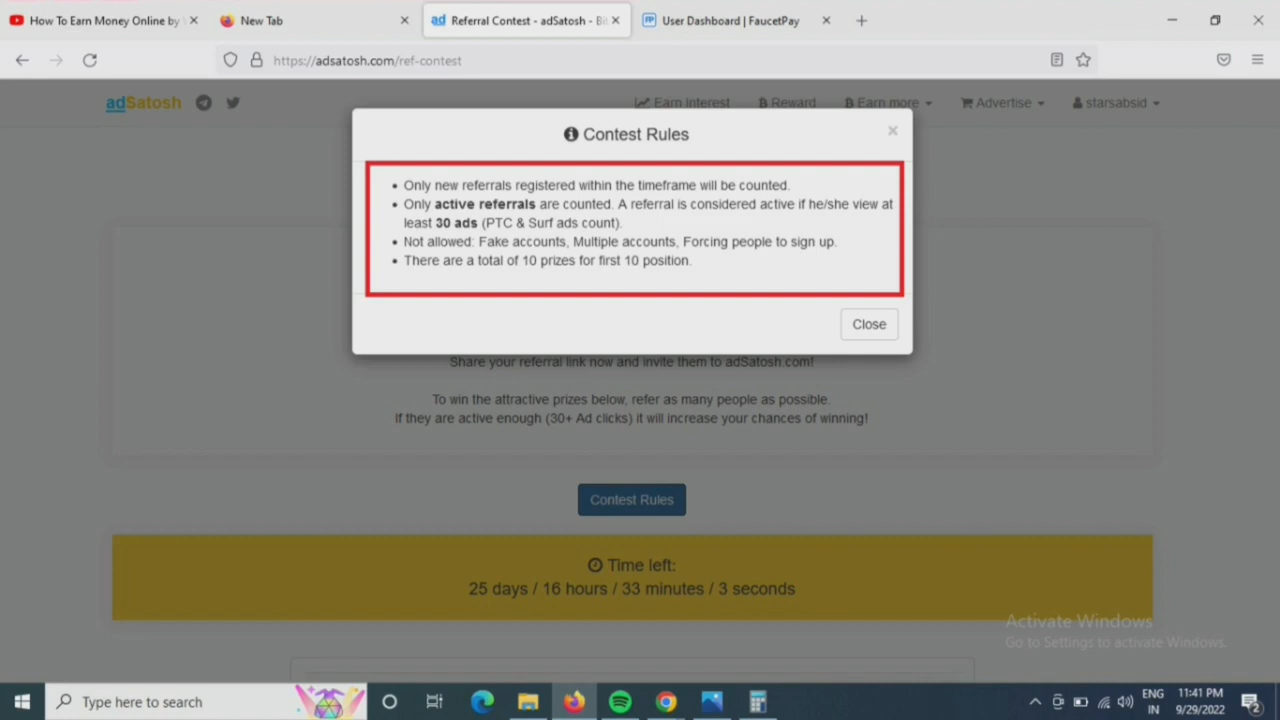 How To Earn Money Online by
New Tab
ad Referral Contest - adSatosh - Bi
FP User Dashboard | FaucetPay
https://adsatosh.com/ref-contest
adSatosh
Earn Interest
Reward
Earn more
Advertise
starsabsid
Contest Rules
×
• Only new referrals registered within the timeframe will be counted.
• Only active referrals are counted. A referral is considered active if he/she view at
least 30 ads (PTC & Surf ads count).
• Not allowed: Fake accounts, Multiple accounts, Forcing people to sign up.
• There are a total of 10 prizes for first 10 position.
Close
Share your referral link now and invite them to adSatosh.com!
To win the attractive prizes below, refer as many people as possible.
If they are active enough (30+ Ad clicks) it will increase your chances of winning!
Contest Rules
Time left:
25 days / 16 hours / 33 minutes / 3 seconds
Activate Windows
Go to Settings to activate Windows.
Type here to search
ENG
IN
11:41 PM
9/29/2022
2